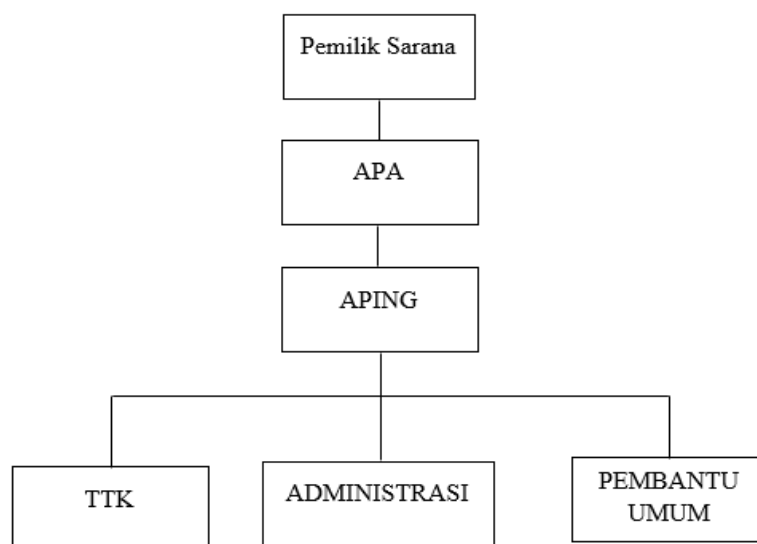 Pemilik Sarana
APA
APING
TTK
ADMINISTRASI
PEMBANTU
UMUM